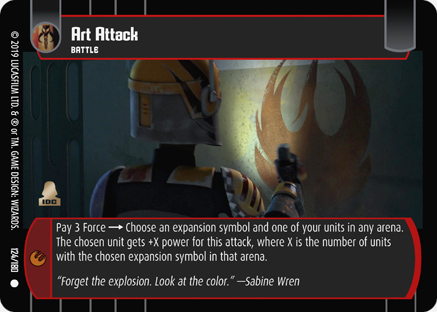 Art Attack
BATTLE
© 2019 LUCASFILM LTD. & ® or TM. GAME DESIGN: WIZARDS.
IDC
124/180
Pay 3 Force → Choose an expansion symbol and one of your units in any arena.
The chosen unit gets +X power for this attack, where X is the number of units
with the chosen expansion symbol in that arena.
"Forget the explosion. Look at the color." —Sabine Wren